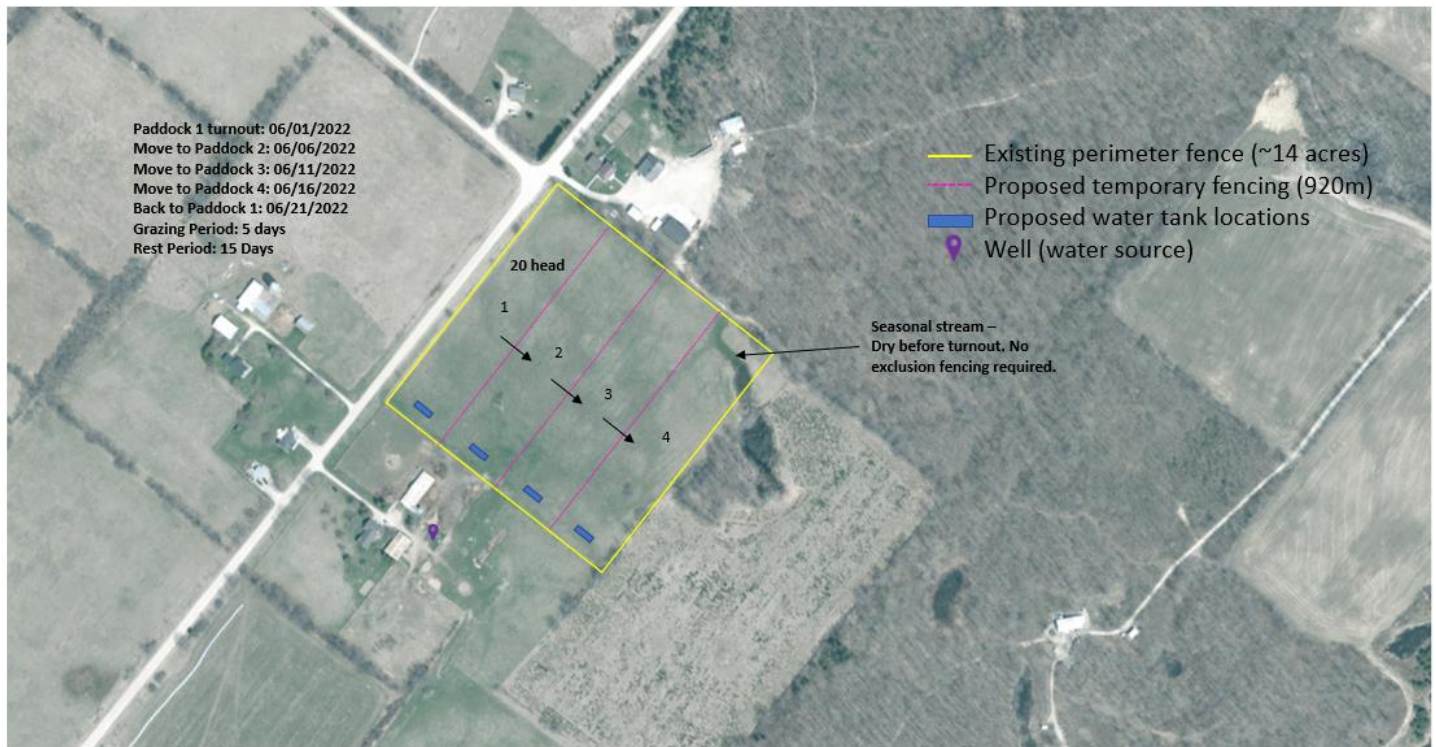 Paddock 1 turnout: 06/01/2022
Move to Paddock 2: 06/06/2022
Move to Paddock 3: 06/11/2022
Move to Paddock 4: 06/16/2022
Back to Paddock 1: 06/21/2022
Grazing Period: 5 days
Rest Period: 15 Days
Existing perimeter fence (~14 acres)
Proposed temporary fencing (920m)
Proposed water tank locations
Well (water source)
20 head
1
2
3
4
Seasonal stream –
Dry before turnout. No
exclusion fencing required.